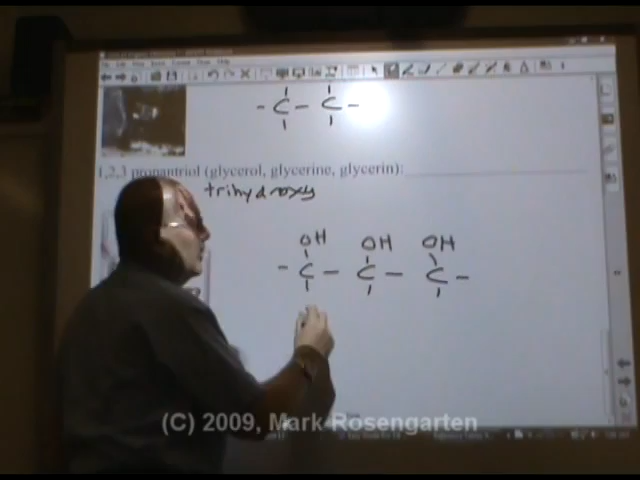 - C - C -
1,2,3 propantriol (glycerol, glycerine, glycerin):
trihydroxy
OH OH OH
- C - C - C -
(C) 2009, Mark Rosengarten